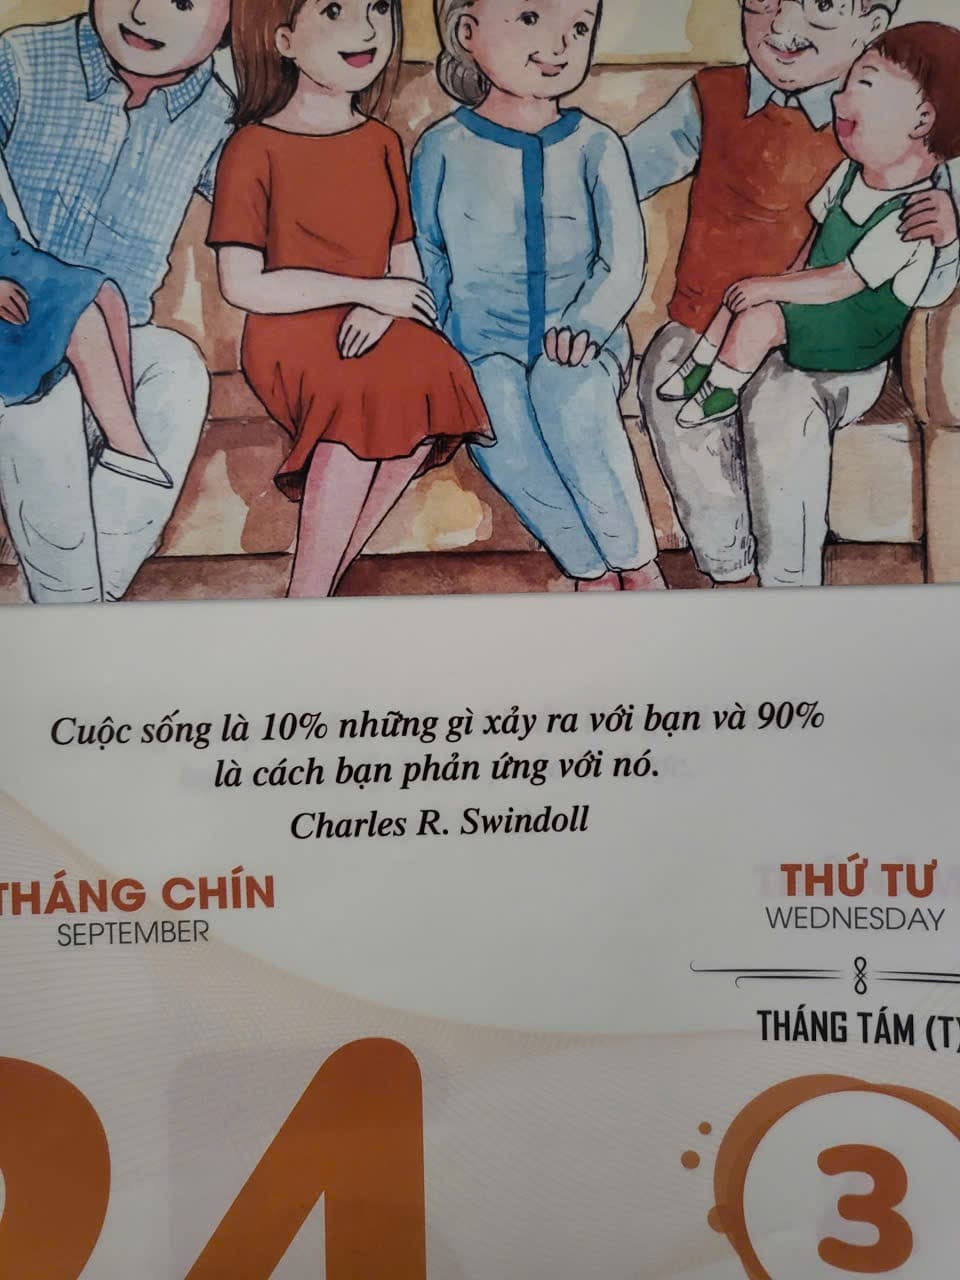 Cuộc sống là 10% những gì xảy ra với bạn và 90%
là cách bạn phản ứng với nó.
Charles R. Swindoll
THÁNG CHÍN
SEPTEMBER
THỨ TƯ
WEDNESDAY
THÁNG TÁM (T)
24
3